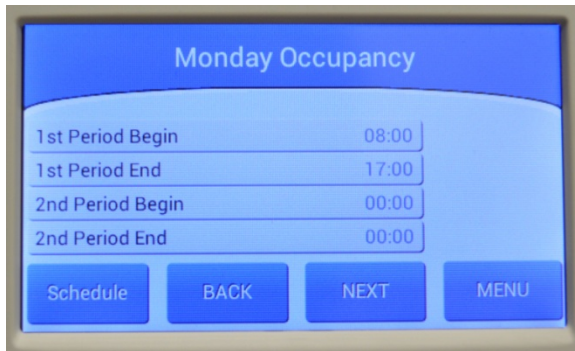 Monday Occupancy
1st Period Begin 08:00
1st Period End 17:00
2nd Period Begin 00:00
2nd Period End 00:00
Schedule BACK NEXT MENU